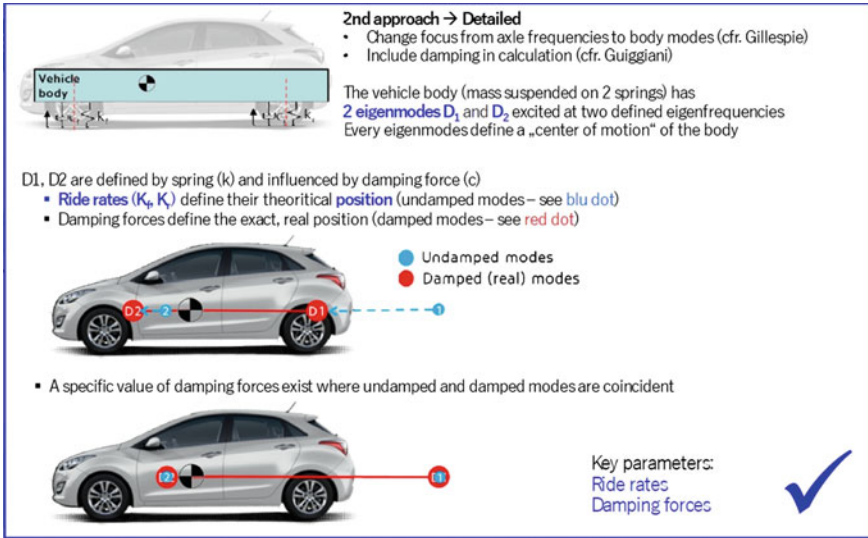 2nd approach → Detailed
• Change focus from axle frequencies to body modes (cfr. Gillespie)
• Include damping in calculation (cfr. Guiggiani)
Vehicle
body
The vehicle body (mass suspended on 2 springs) has
2 eigenmodes D₁ and D₂ excited at two defined eigenfrequencies
Every eigenmodes define a „center of motion" of the body
D1, D2 are defined by spring (k) and influenced by damping force (c)
▪ Ride rates (Kf, Kr) define their theoritical position (undamped modes – see blu dot)
▪ Damping forces define the exact, real position (damped modes – see red dot)
Undamped modes
Damped (real) modes
D2 2 D1 1
▪ A specific value of damping forces exist where undamped and damped modes are coincident
Key parameters:
Ride rates
Damping forces